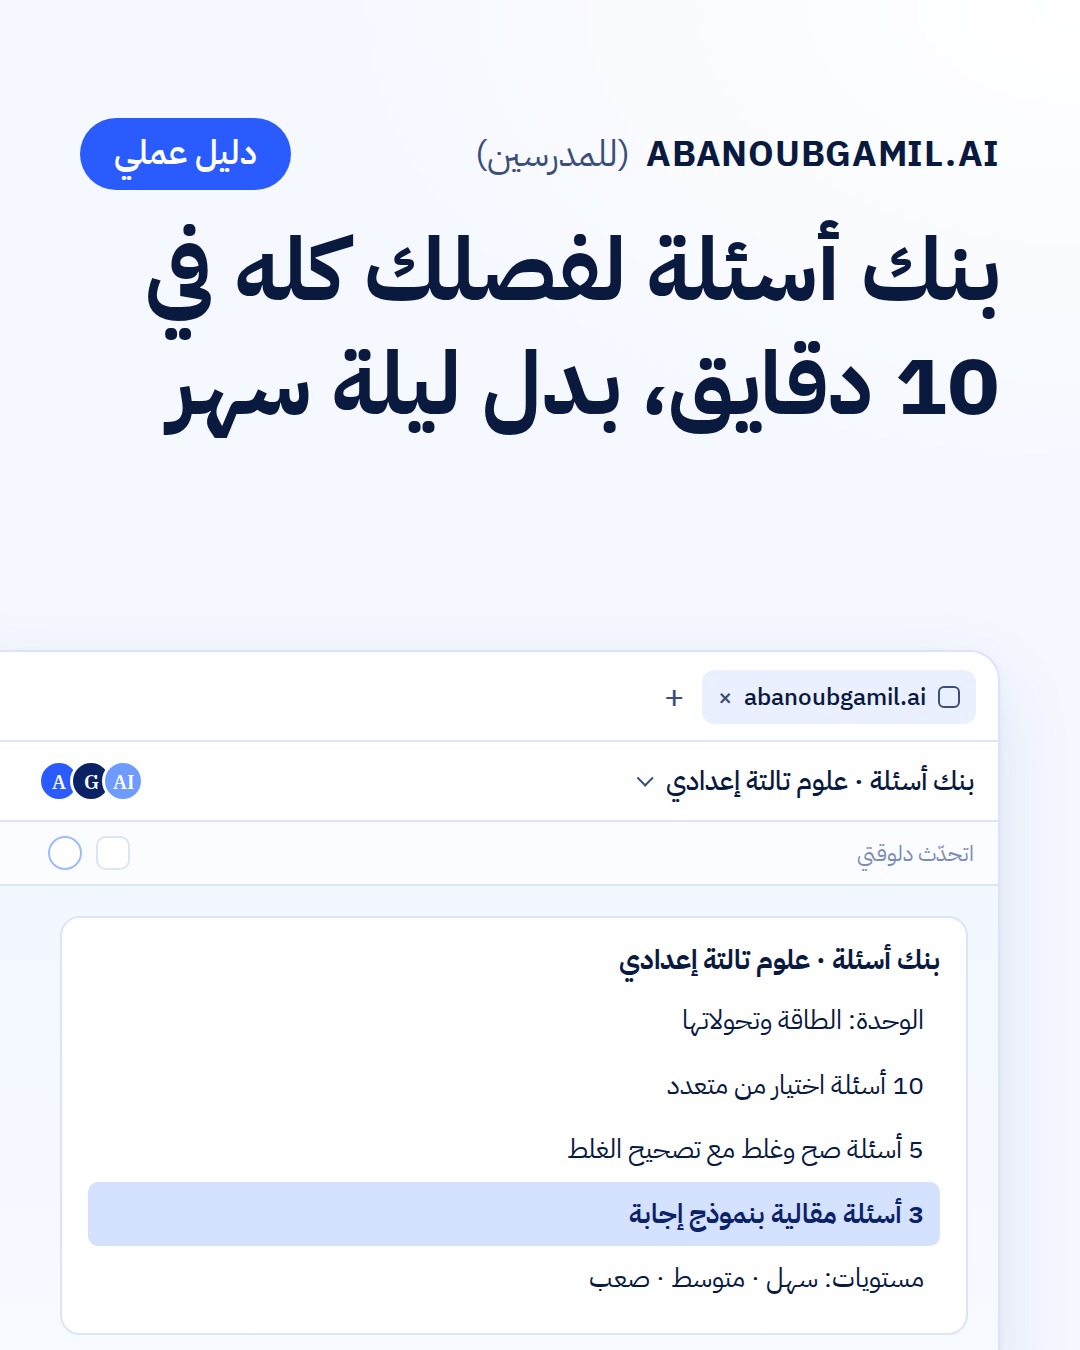 ABANOUBGAMIL.AI (للمدرسين)
دليل عملي
بنك أسئلة لفصلك كله في
10 دقايق، بدل ليلة سهر
abanoubgamil.ai × +
بنك أسئلة · علوم تالتة إعدادي
AI G A
اتحدّث دلوقتي
بنك أسئلة · علوم تالتة إعدادي
الوحدة: الطاقة وتحولاتها
10 أسئلة اختيار من متعدد
5 أسئلة صح وغلط مع تصحيح الغلط
3 أسئلة مقالية بنموذج إجابة
مستويات: سهل · متوسط · صعب